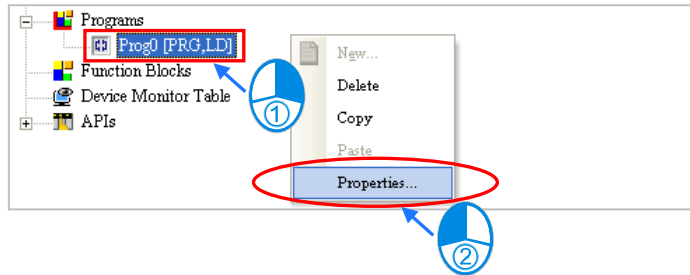 Programs
Prog0 [PRG,LD]
Function Blocks
Device Monitor Table
APIs
①
New...
Delete
Copy
Paste
Properties...
②